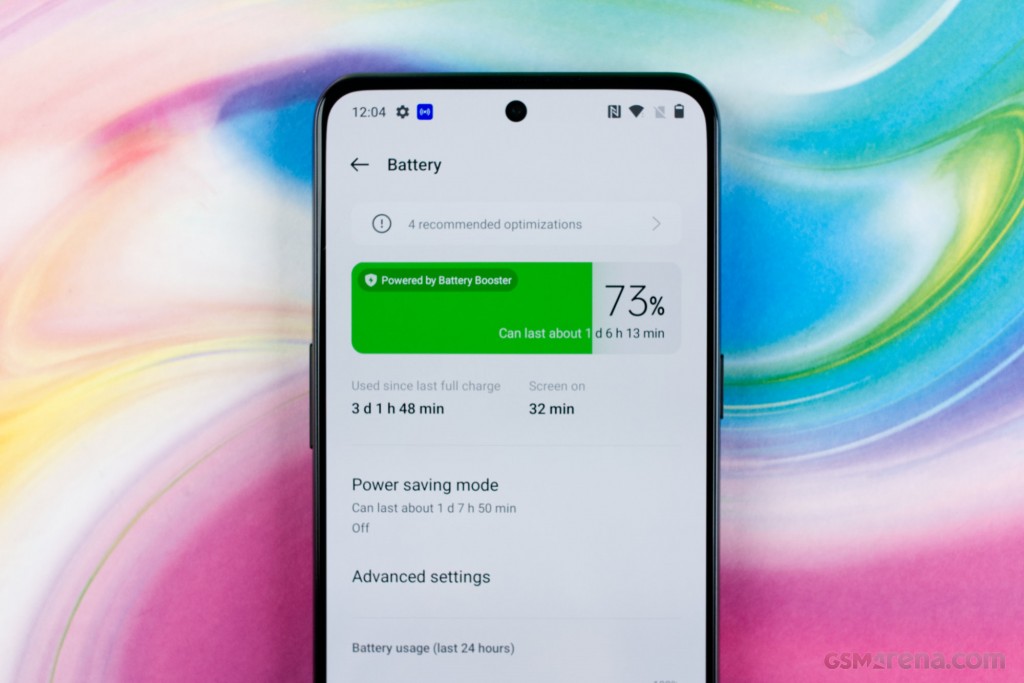 12:04
Battery
4 recommended optimizations
Powered by Battery Booster
73%
Can last about 1 d 6 h 13 min
Used since last full charge
3 d 1 h 48 min
Screen on
32 min
Power saving mode
Can last about 1 d 7 h 50 min
Off
Advanced settings
Battery usage (last 24 hours)
GSMarena.com